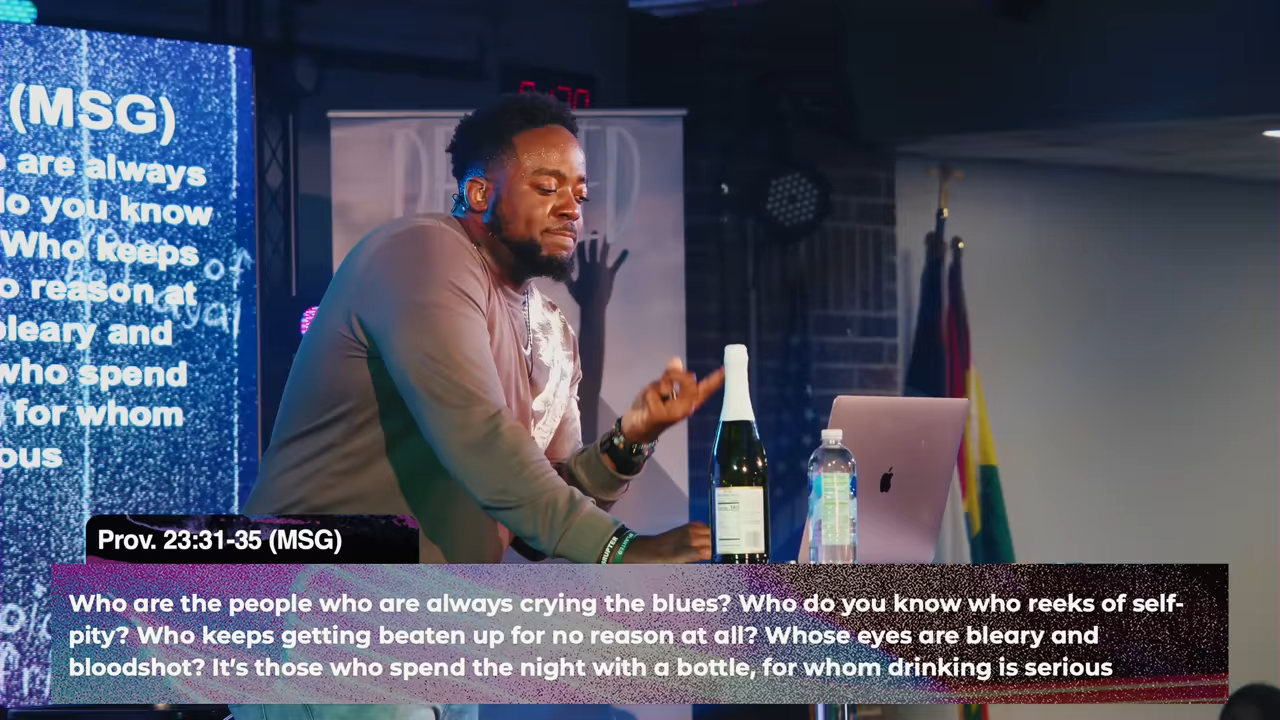 (MSG)
are always
do you know
Who keeps
reason at
bleary and
who spend
for whom
Prov. 23:31-35 (MSG)
Who are the people who are always crying the blues? Who do you know who reeks of self-
pity? Who keeps getting beaten up for no reason at all? Whose eyes are bleary and
bloodshot? It's those who spend the night with a bottle, for whom drinking is serious